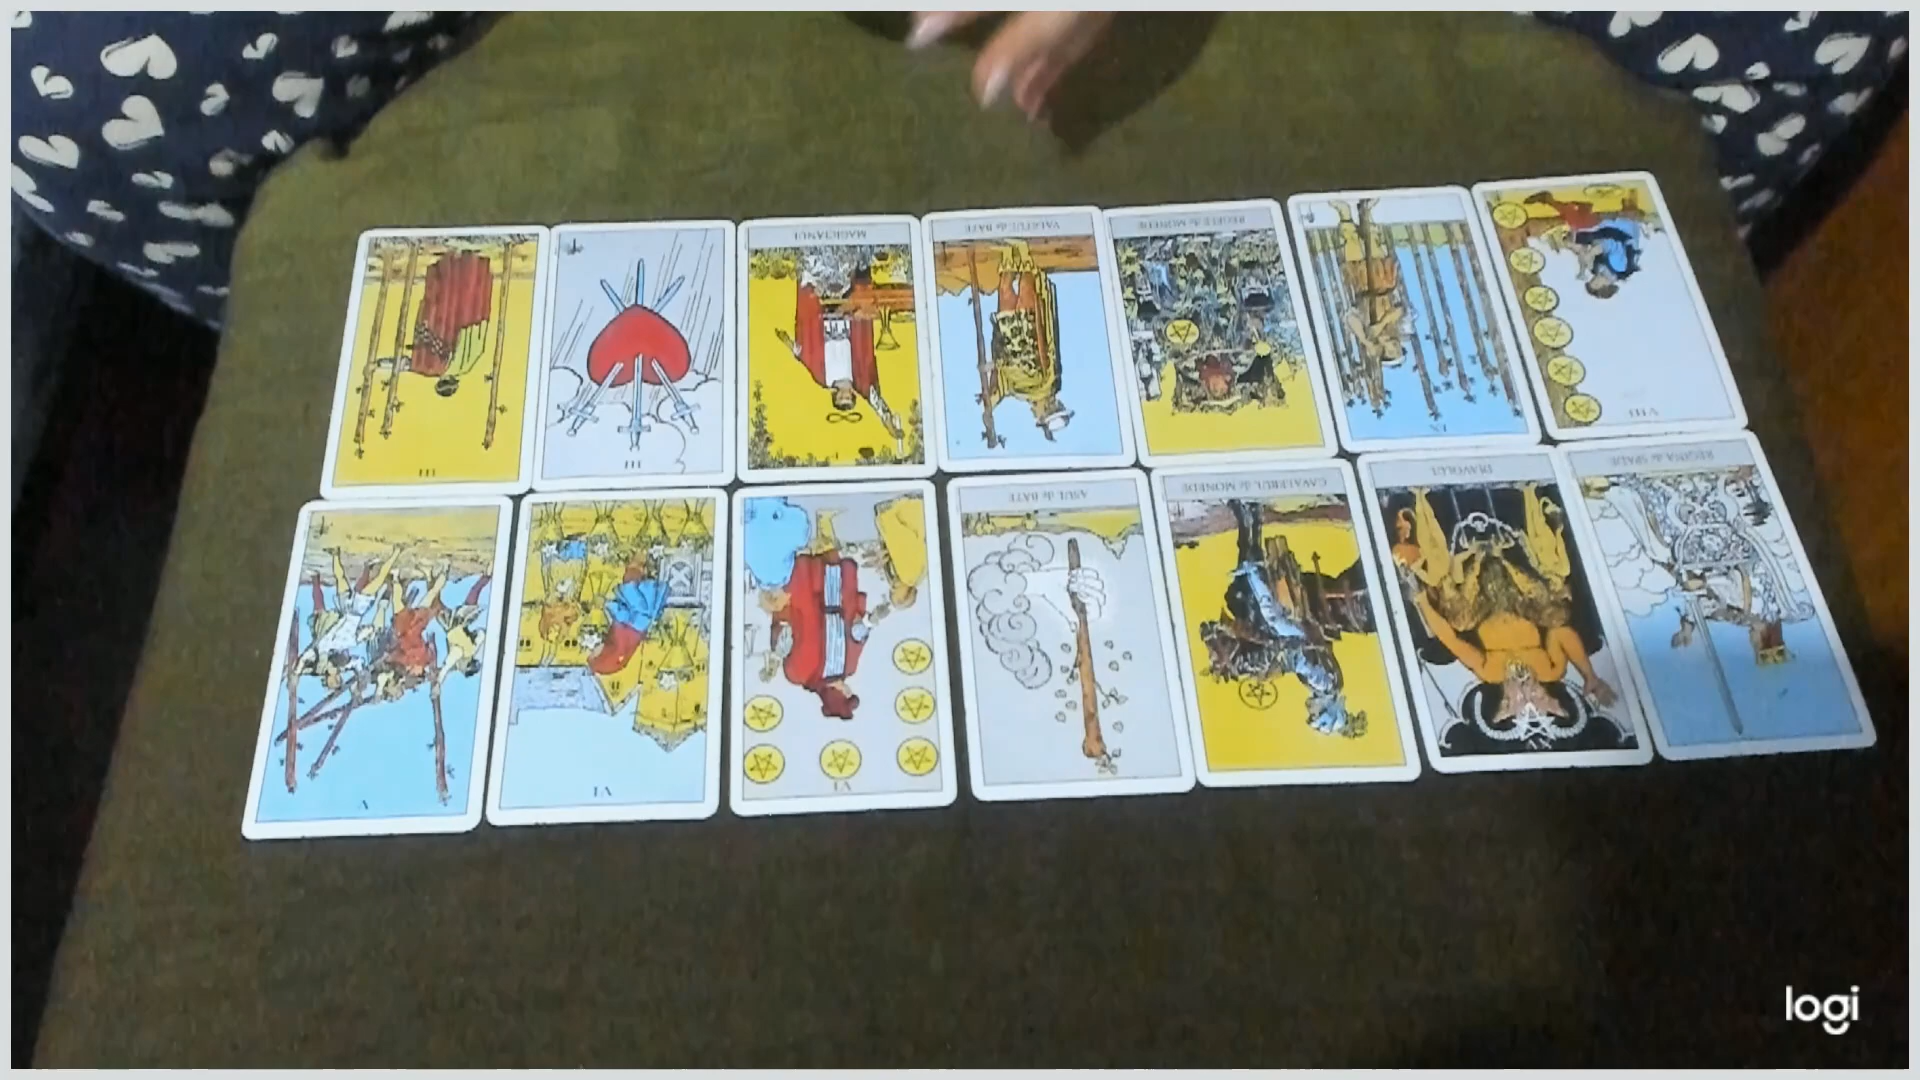 III
III
MAGICIANUL
VALETUL de BATE
REGELE de MONEDE
IX
VIII
V
VI
VI
ASUL de BATE
CAVALERUL de MONEDE
DIAVOLUL
XV
REGINA de SPADE
logi